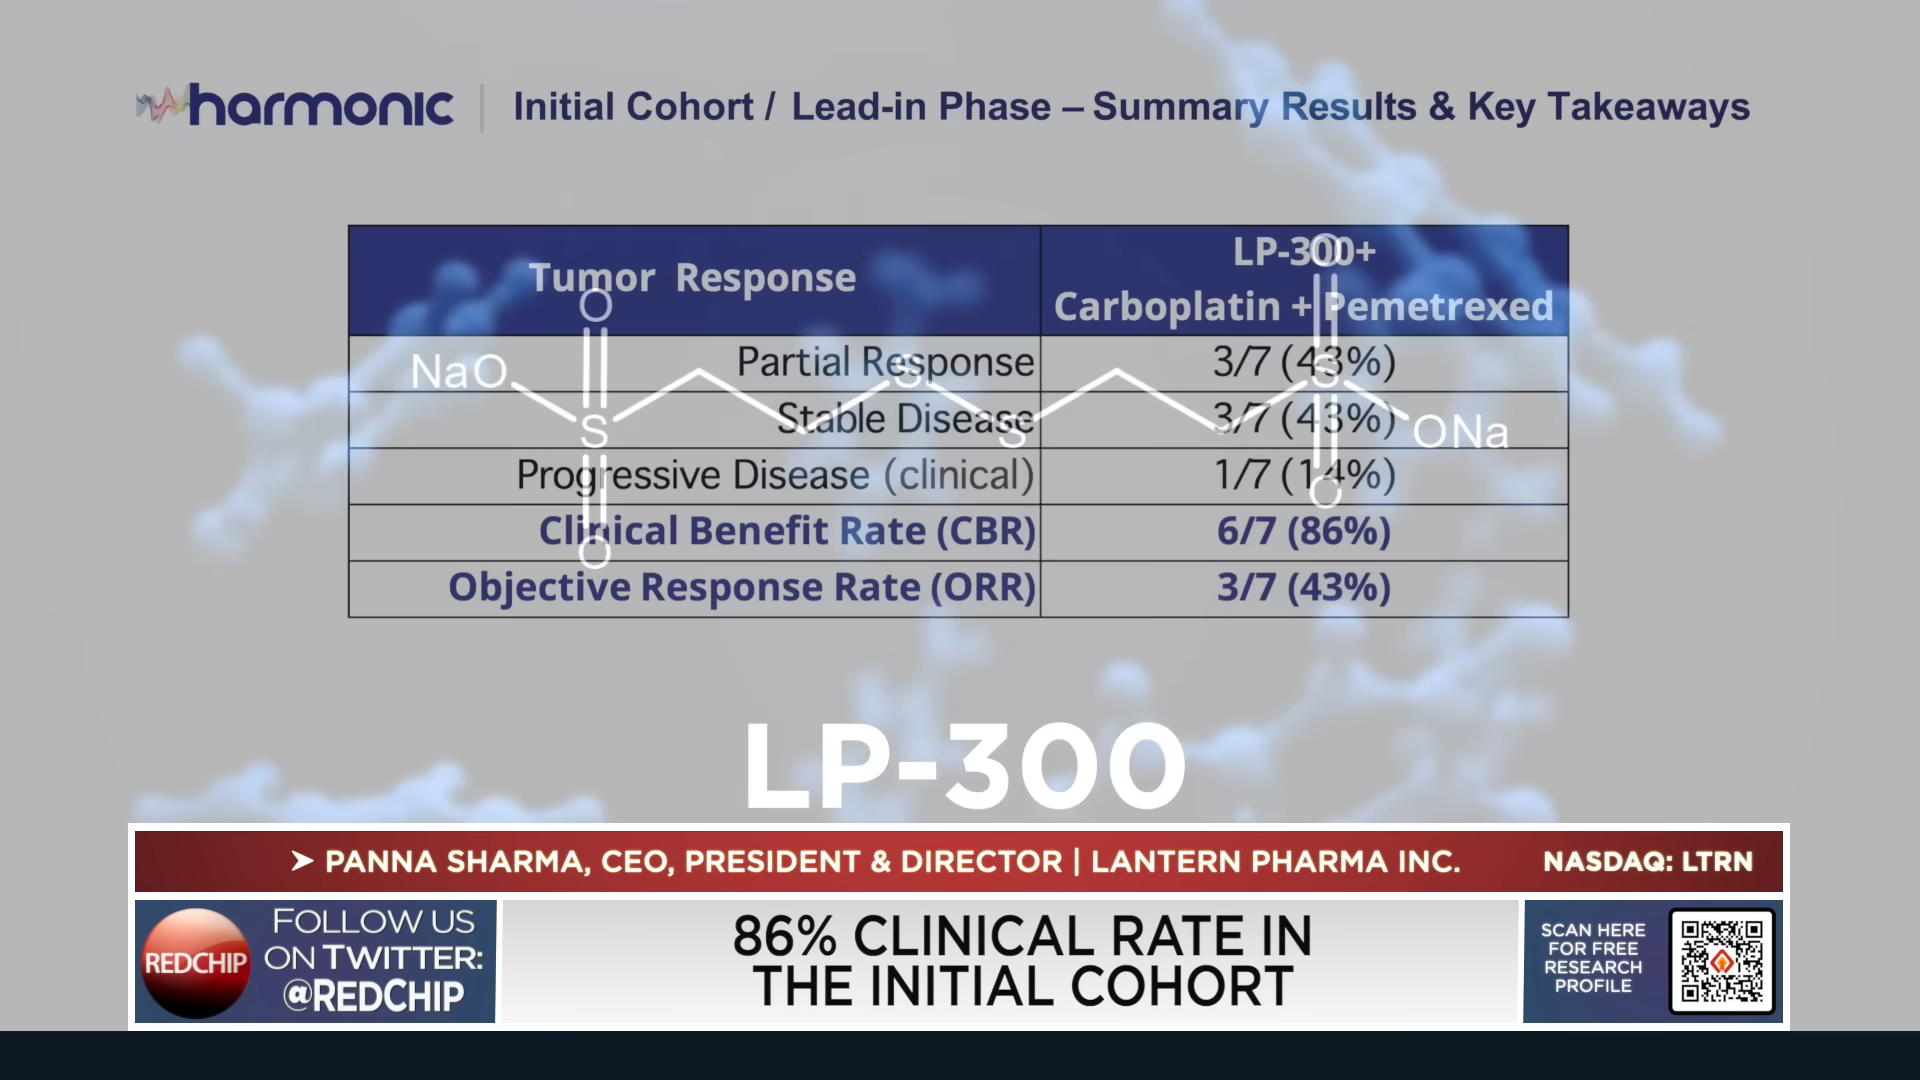 harmonic
Initial Cohort / Lead-in Phase – Summary Results & Key Takeaways
Tumor Response
LP-300+
Carboplatin + Pemetrexed
Partial Response 3/7 (43%)
Stable Disease 3/7 (43%)
Progressive Disease (clinical) 1/7 (14%)
Clinical Benefit Rate (CBR) 6/7 (86%)
Objective Response Rate (ORR) 3/7 (43%)
O
O
NaO
S
S
S
S
ONa
O
O
LP-300
➤ PANNA SHARMA, CEO, PRESIDENT & DIRECTOR | LANTERN PHARMA INC. NASDAQ: LTRN
REDCHIP
FOLLOW US
ON TWITTER:
@REDCHIP
86% CLINICAL RATE IN
THE INITIAL COHORT
SCAN HERE
FOR FREE
RESEARCH
PROFILE